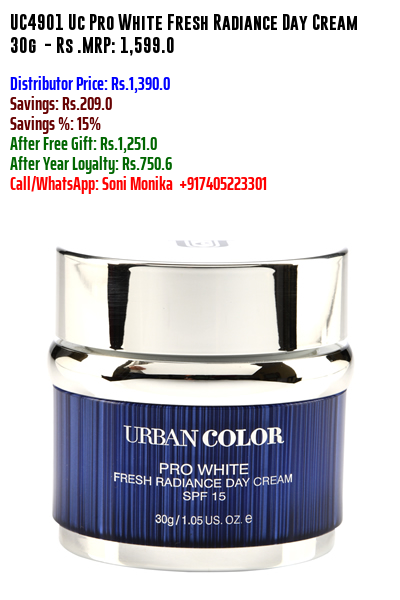 UC4901 Uc Pro White Fresh Radiance Day Cream
30g - Rs .MRP: 1,599.0
Distributor Price: Rs.1,390.0
Savings: Rs.209.0
Savings %: 15%
After Free Gift: Rs.1,251.0
After Year Loyalty: Rs.750.6
Call/WhatsApp: Soni Monika +917405223301
URBAN COLOR
PRO WHITE
FRESH RADIANCE DAY CREAM
SPF 15
30g / 1.05 US. OZ. e